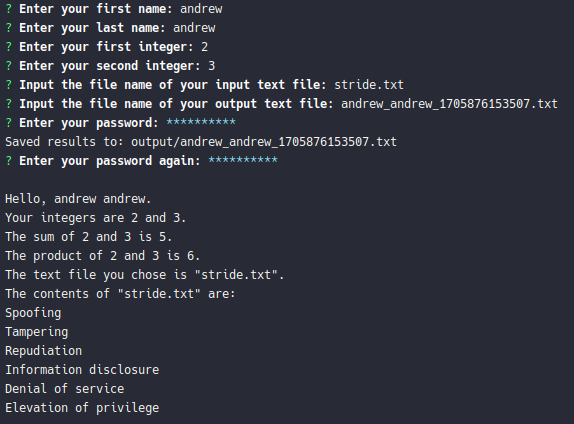 ? Enter your first name: andrew
? Enter your last name: andrew
? Enter your first integer: 2
? Enter your second integer: 3
? Input the file name of your input text file: stride.txt
? Input the file name of your output text file: andrew_andrew_1705876153507.txt
? Enter your password: **********
Saved results to: output/andrew_andrew_1705876153507.txt
? Enter your password again: **********

Hello, andrew andrew.
Your integers are 2 and 3.
The sum of 2 and 3 is 5.
The product of 2 and 3 is 6.
The text file you chose is "stride.txt".
The contents of "stride.txt" are:
Spoofing
Tampering
Repudiation
Information disclosure
Denial of service
Elevation of privilege